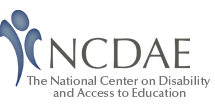 NCDAE
The National Center on Disability
and Access to Education